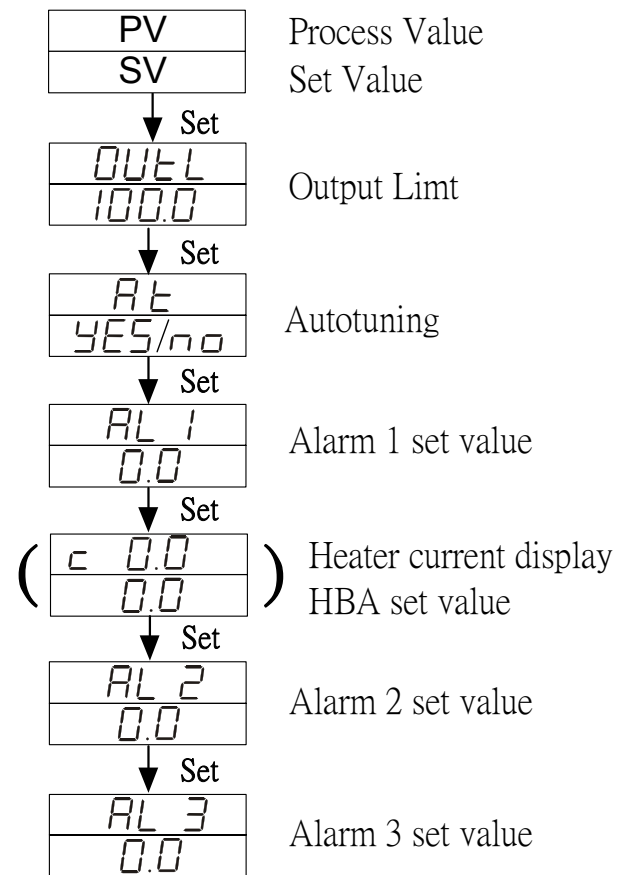 PV Process Value
SV Set Value
Set
OUtL
100.0
Output Limt
Set
At
YES/no
Autotuning
Set
AL 1
0.0
Alarm 1 set value
Set
( c 0.0 ) Heater current display
0.0 HBA set value
Set
AL 2
0.0
Alarm 2 set value
Set
AL 3
0.0
Alarm 3 set value